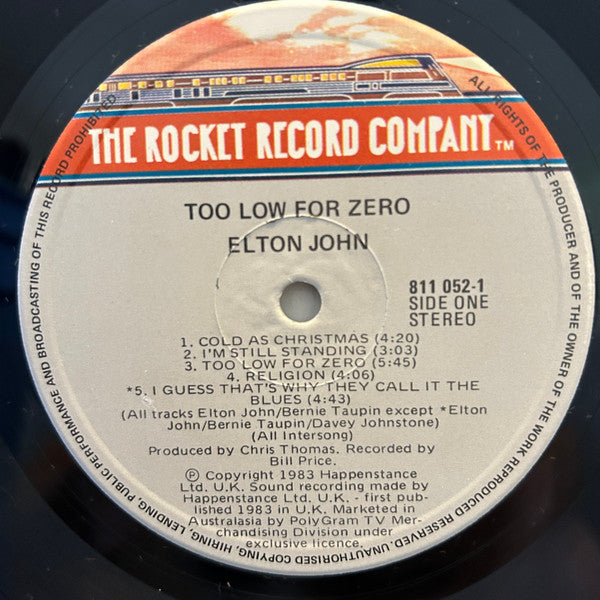 THE ROCKET RECORD COMPANY TM
TOO LOW FOR ZERO
ELTON JOHN
811 052-1
SIDE ONE
STEREO
1. COLD AS CHRISTMAS (4:20)
2. I'M STILL STANDING (3:03)
3. TOO LOW FOR ZERO (5:45)
4. RELIGION (4:06)
*5. I GUESS THAT'S WHY THEY CALL IT THE
BLUES (4:43)
(All tracks Elton John/Bernie Taupin except *Elton
John/Bernie Taupin/Davey Johnstone)
(All Intersong)
Produced by Chris Thomas. Recorded by
Bill Price.
Ⓟ Copyright 1983 Happenstance
Ltd. U.K. Sound recording made by
Happenstance Ltd. U.K. - first pub-
lished 1983 in U.K. Marketed in
Australasia by PolyGram TV Mer-
chandising Division under
exclusive licence.
ALL RIGHTS OF THE PRODUCER AND OF THE OWNER OF THE WORK REPRODUCED RESERVED. UNAUTHORISED COPYING, HIRING, LENDING, PUBLIC PERFORMANCE AND BROADCASTING OF THIS RECORD PROHIBITED